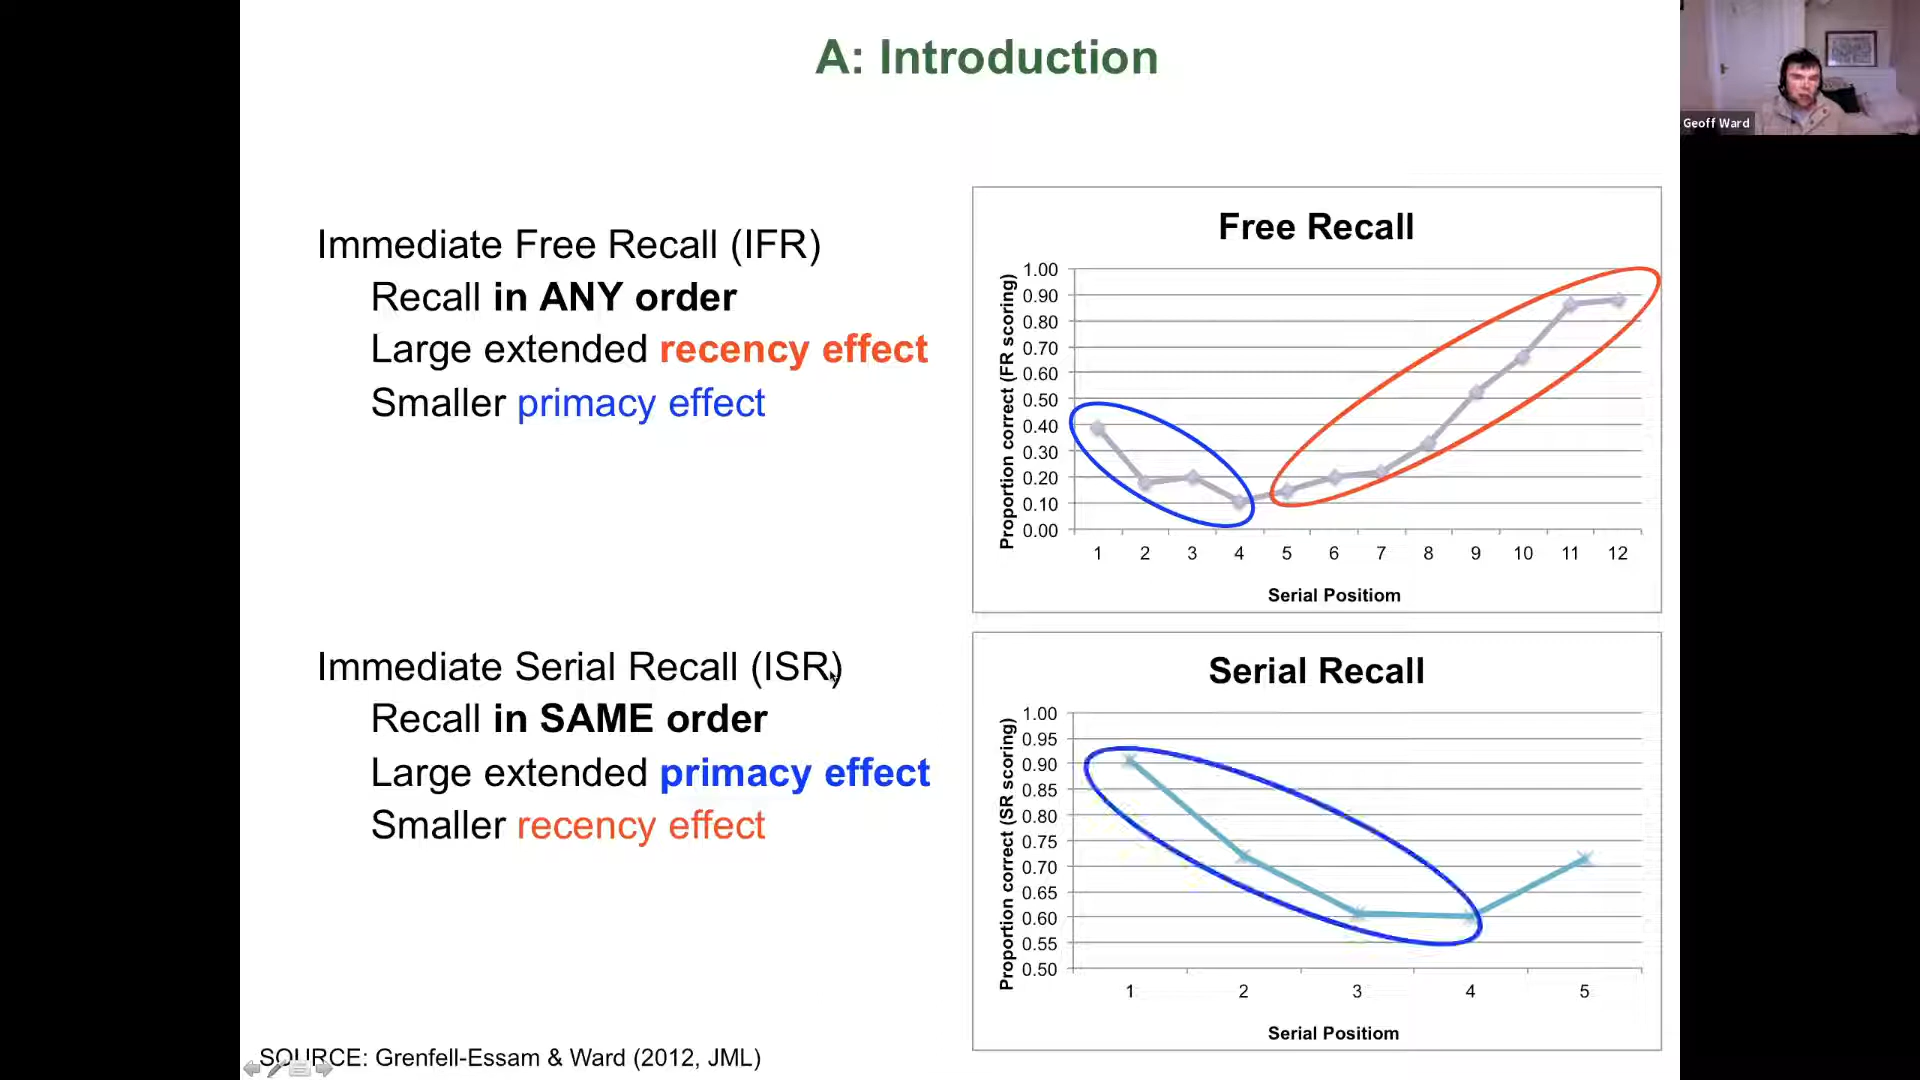 A: Introduction
Geoff Ward
Immediate Free Recall (IFR)
Recall in ANY order
Large extended recency effect
Smaller primacy effect
Free Recall
Proportion correct (FR scoring)
1.00
0.90
0.80
0.70
0.60
0.50
0.40
0.30
0.20
0.10
0.00
1 2 3 4 5 6 7 8 9 10 11 12
Serial Positiom
Immediate Serial Recall (ISR)
Recall in SAME order
Large extended primacy effect
Smaller recency effect
Serial Recall
Proportion correct (SR scoring)
1.00
0.95
0.90
0.85
0.80
0.75
0.70
0.65
0.60
0.55
0.50
1 2 3 4 5
Serial Positiom
SOURCE: Grenfell-Essam & Ward (2012, JML)